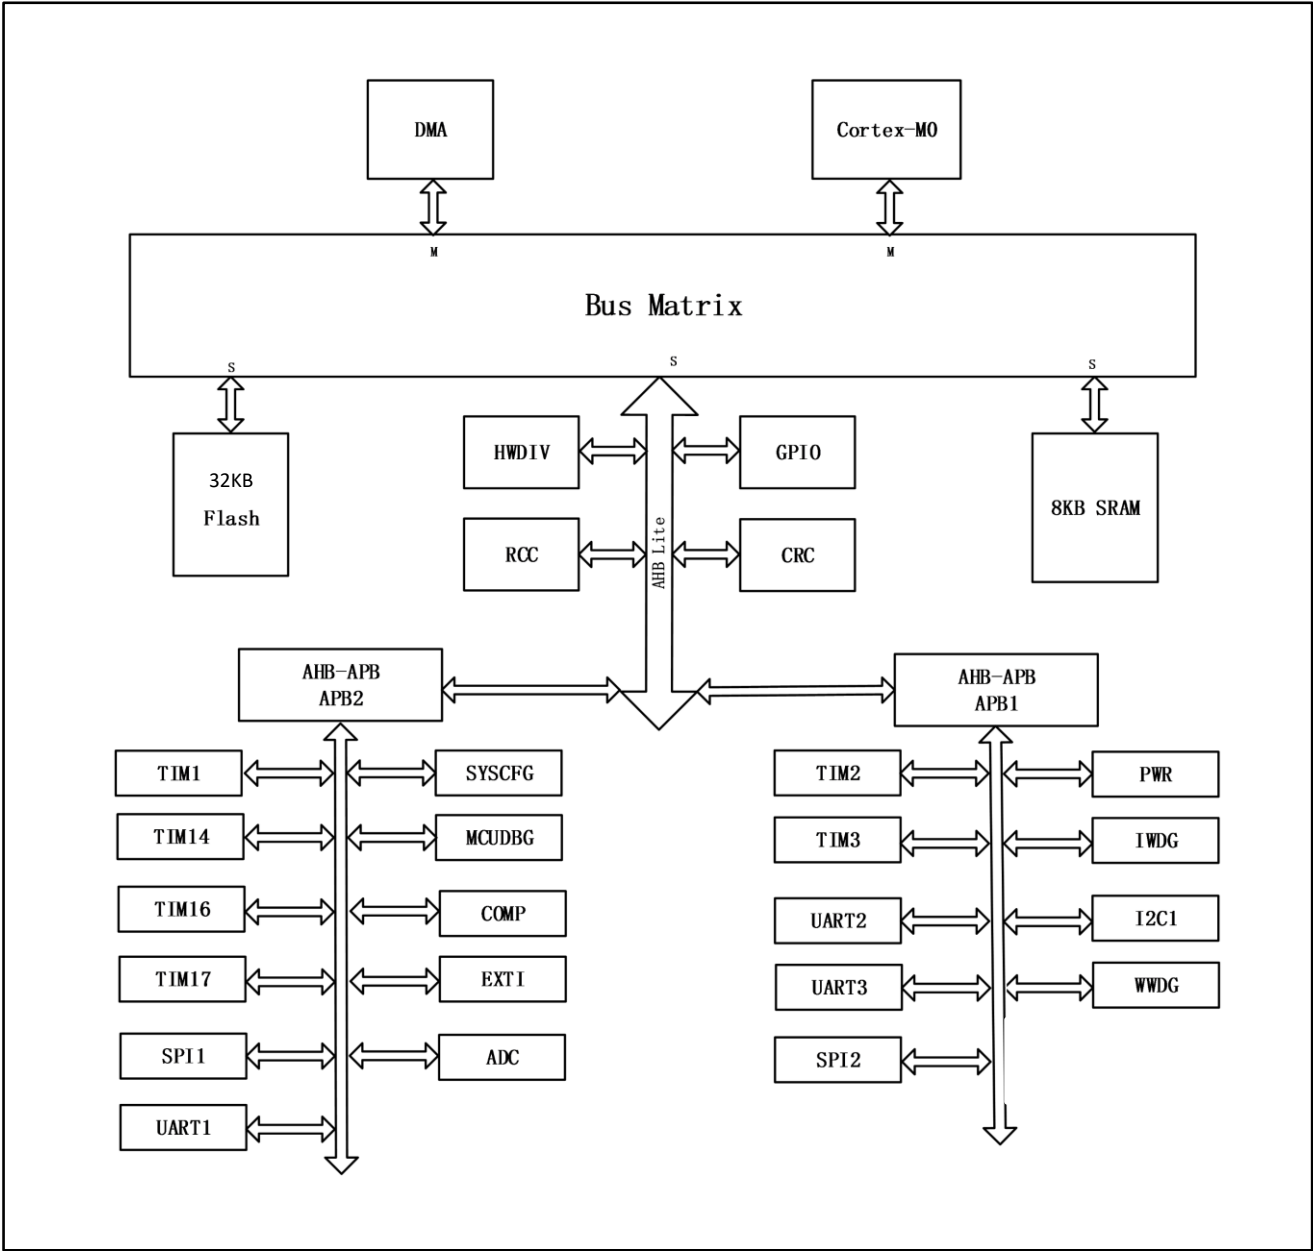 DMA
Cortex-M0
M
M
Bus Matrix
S
S
S
32KB
Flash
HWDIV
GPIO
8KB SRAM
RCC
CRC
AHB Lite
AHB-APB
APB2
AHB-APB
APB1
TIM1
SYSCFG
TIM14
MCUDBG
TIM16
COMP
TIM17
EXTI
SPI1
ADC
UART1
TIM2
PWR
TIM3
IWDG
UART2
I2C1
UART3
WWDG
SPI2